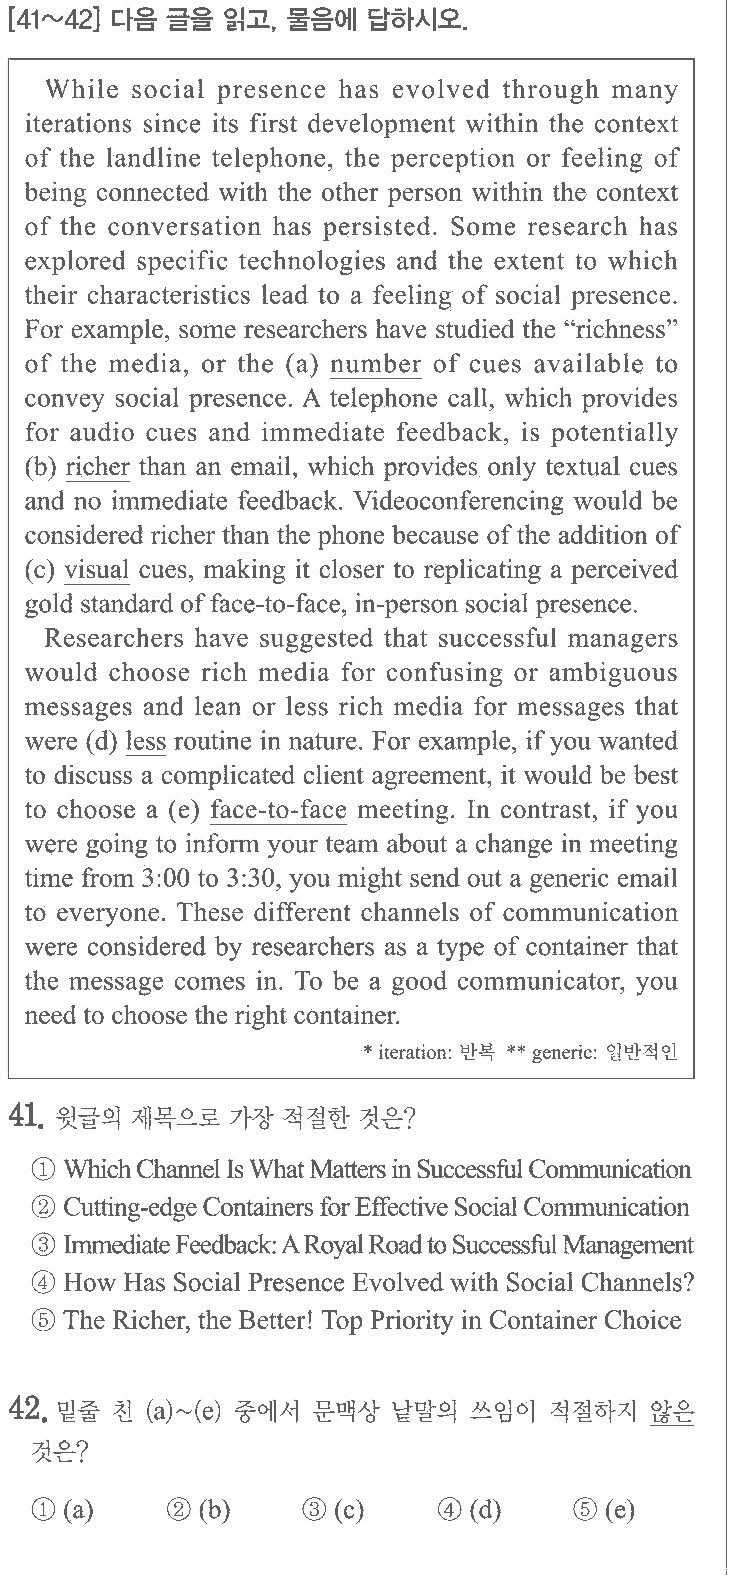 [41~42] 다음 글을 읽고, 물음에 답하시오.
While social presence has evolved through many
iterations since its first development within the context
of the landline telephone, the perception or feeling of
being connected with the other person within the context
of the conversation has persisted. Some research has
explored specific technologies and the extent to which
their characteristics lead to a feeling of social presence.
For example, some researchers have studied the “richness”
of the media, or the (a) number of cues available to
convey social presence. A telephone call, which provides
for audio cues and immediate feedback, is potentially
(b) richer than an email, which provides only textual cues
and no immediate feedback. Videoconferencing would be
considered richer than the phone because of the addition of
(c) visual cues, making it closer to replicating a perceived
gold standard of face-to-face, in-person social presence.
Researchers have suggested that successful managers
would choose rich media for confusing or ambiguous
messages and lean or less rich media for messages that
were (d) less routine in nature. For example, if you wanted
to discuss a complicated client agreement, it would be best
to choose a (e) face-to-face meeting. In contrast, if you
were going to inform your team about a change in meeting
time from 3:00 to 3:30, you might send out a generic email
to everyone. These different channels of communication
were considered by researchers as a type of container that
the message comes in. To be a good communicator, you
need to choose the right container.
* iteration: 반복 ** generic: 일반적인
41. 윗글의 제목으로 가장 적절한 것은?
① Which Channel Is What Matters in Successful Communication
② Cutting-edge Containers for Effective Social Communication
③ Immediate Feedback: A Royal Road to Successful Management
④ How Has Social Presence Evolved with Social Channels?
⑤ The Richer, the Better! Top Priority in Container Choice
42. 밑줄 친 (a)~(e) 중에서 문맥상 낱말의 쓰임이 적절하지 않은
것은?
① (a) ② (b) ③ (c) ④ (d) ⑤ (e)